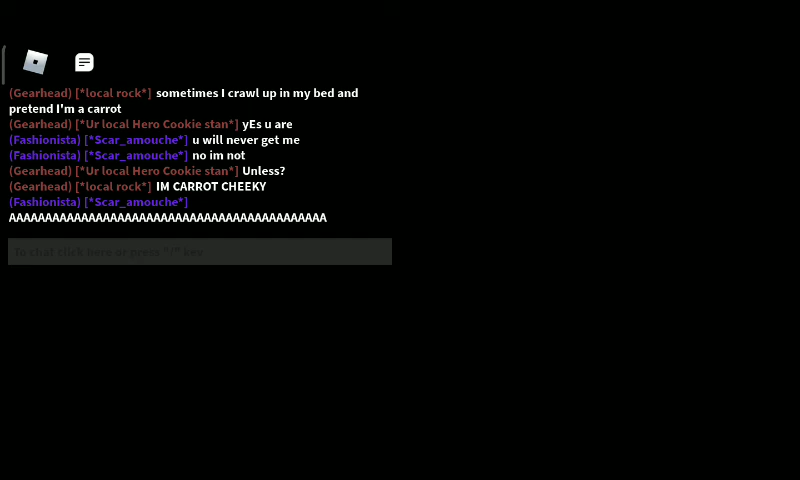 (Gearhead) [*local rock*] sometimes I crawl up in my bed and
pretend I'm a carrot
(Gearhead) [*Ur local Hero Cookie stan*] yEs u are
(Fashionista) [*Scar_amouche*] u will never get me
(Fashionista) [*Scar_amouche*] no im not
(Gearhead) [*Ur local Hero Cookie stan*] Unless?
(Gearhead) [*local rock*] IM CARROT CHEEKY
(Fashionista) [*Scar_amouche*]
AAAAAAAAAAAAAAAAAAAAAAAAAAAAAAAAAAAAAAAAAAAA
To chat click here or press "/" key